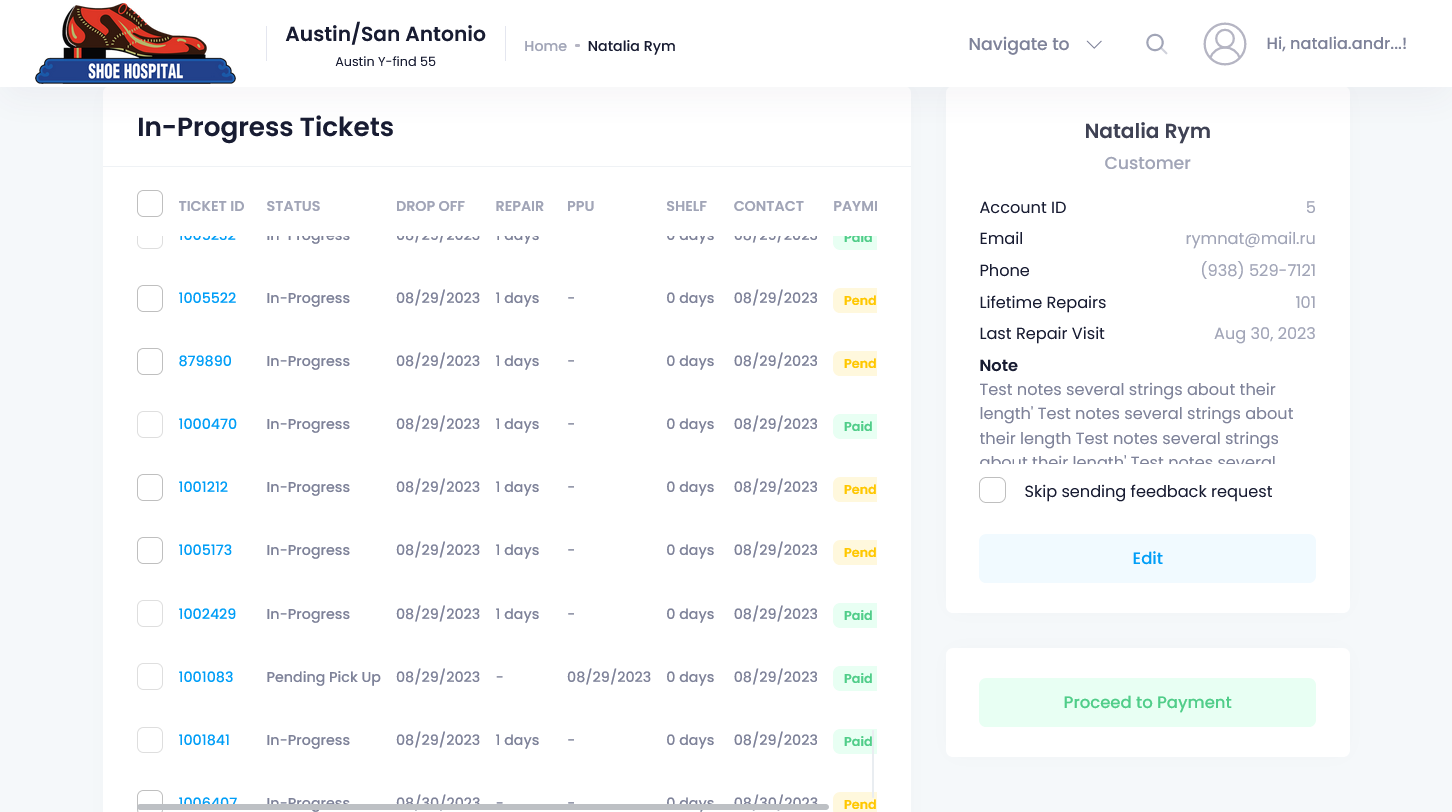 SHOE HOSPITAL
Austin/San Antonio
Austin Y-find 55
Home - Natalia Rym
Navigate to
Hi, natalia.andr...!
In-Progress Tickets
TICKET ID STATUS DROP OFF REPAIR PPU SHELF CONTACT PAYMI
In-Progress 08/29/2023 1 days 0 days 08/29/2023 Paid
1005522 In-Progress 08/29/2023 1 days - 0 days 08/29/2023 Pend
879890 In-Progress 08/29/2023 1 days - 0 days 08/29/2023 Pend
1000470 In-Progress 08/29/2023 1 days - 0 days 08/29/2023 Paid
1001212 In-Progress 08/29/2023 1 days - 0 days 08/29/2023 Pend
1005173 In-Progress 08/29/2023 1 days - 0 days 08/29/2023 Pend
1002429 In-Progress 08/29/2023 1 days - 0 days 08/29/2023 Paid
1001083 Pending Pick Up 08/29/2023 - 08/29/2023 0 days 08/29/2023 Paid
1001841 In-Progress 08/29/2023 1 days - 0 days 08/29/2023 Paid
1006407 In-Progress 08/30/2023 - - 0 days 08/30/2023 Pend
Natalia Rym
Customer
Account ID 5
Email rymnat@mail.ru
Phone (938) 529-7121
Lifetime Repairs 101
Last Repair Visit Aug 30, 2023
Note
Test notes several strings about their
length' Test notes several strings about
their length Test notes several strings
about their length' Test notes several
Skip sending feedback request
Edit
Proceed to Payment